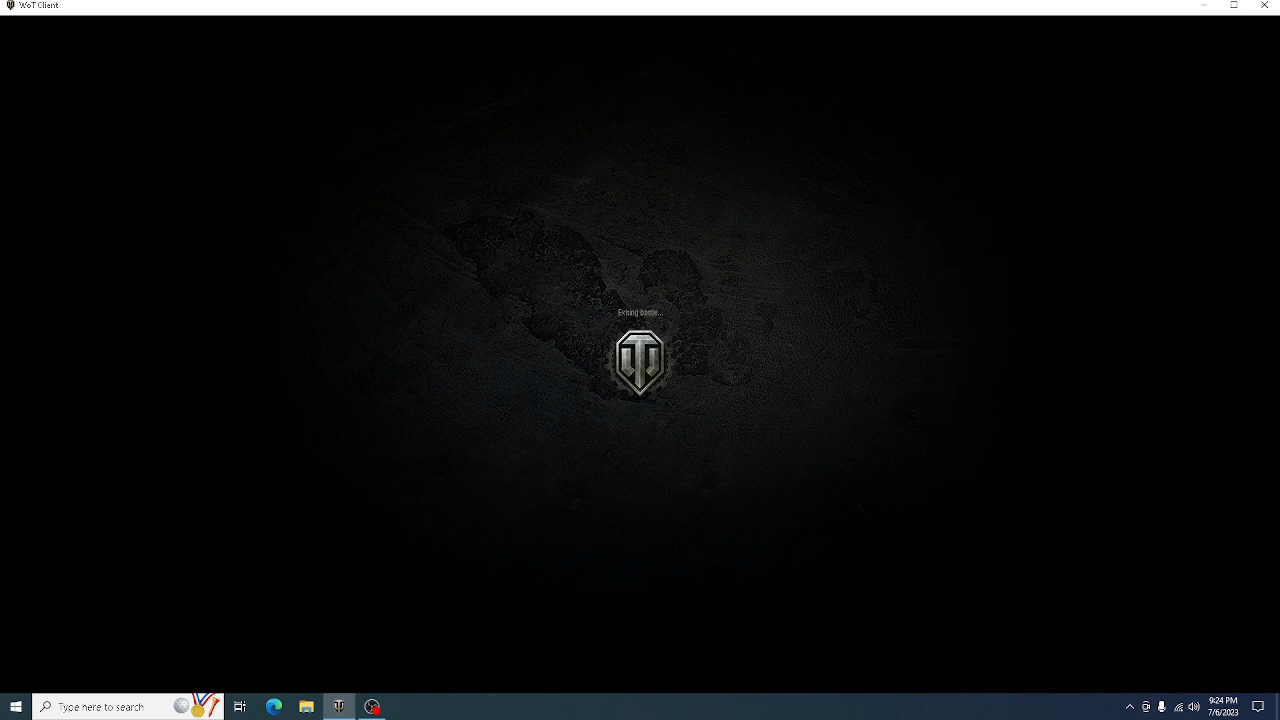 WoT Client
Exiting battle...
Type here to search
9:24 PM
7/6/2023